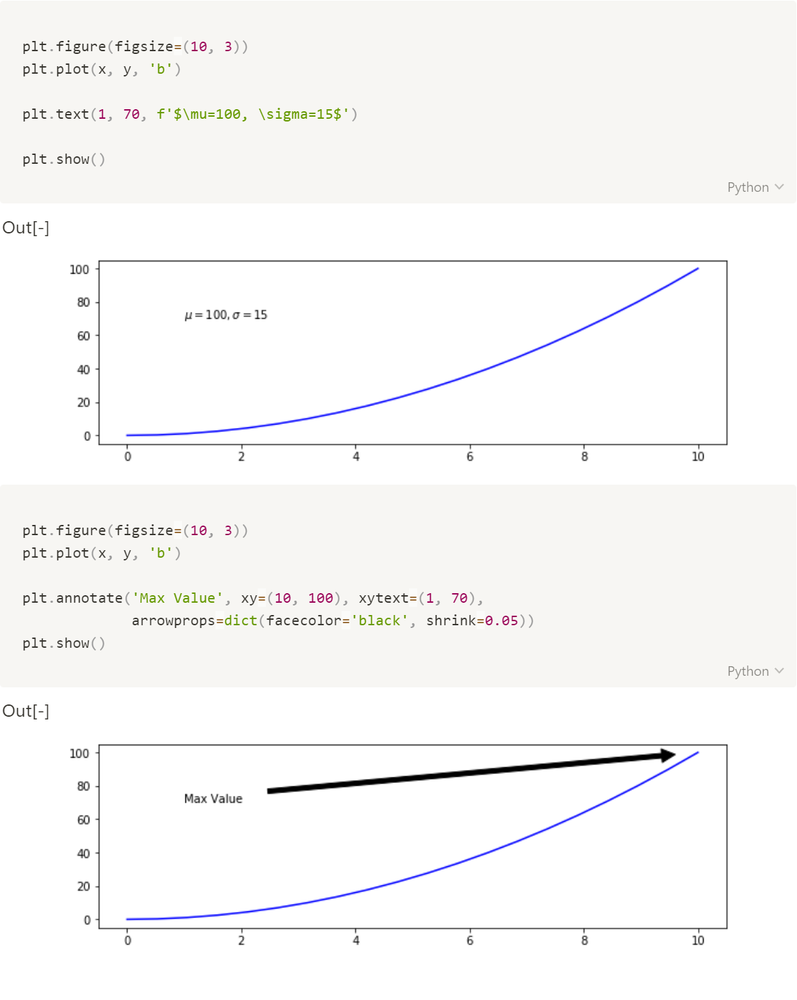 plt.figure(figsize=(10, 3))
plt.plot(x, y, 'b')
plt.text(1, 70, f'$\mu=100, \sigma=15$')
plt.show()
Python
Out[-]
100
80
60
40
20
0
μ = 100, σ = 15
0 2 4 6 8 10
plt.figure(figsize=(10, 3))
plt.plot(x, y, 'b')
plt.annotate('Max Value', xy=(10, 100), xytext=(1, 70),
arrowprops=dict(facecolor='black', shrink=0.05))
plt.show()
Python
Out[-]
100
80
60
40
20
0
Max Value
0 2 4 6 8 10